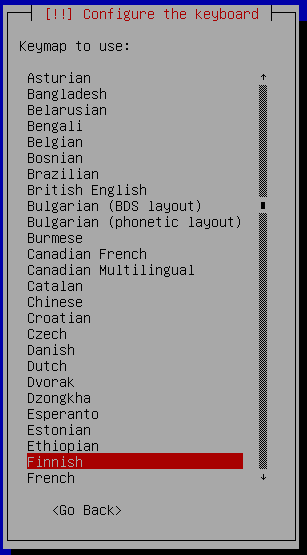 [!!] Configure the keyboard
Keymap to use:
Asturian
Bangladesh
Belarusian
Bengali
Belgian
Bosnian
Brazilian
British English
Bulgarian (BDS layout)
Bulgarian (phonetic layout)
Burmese
Canadian French
Canadian Multilingual
Catalan
Chinese
Croatian
Czech
Danish
Dutch
Dvorak
Dzongkha
Esperanto
Estonian
Ethiopian
Finnish
French
<Go Back>